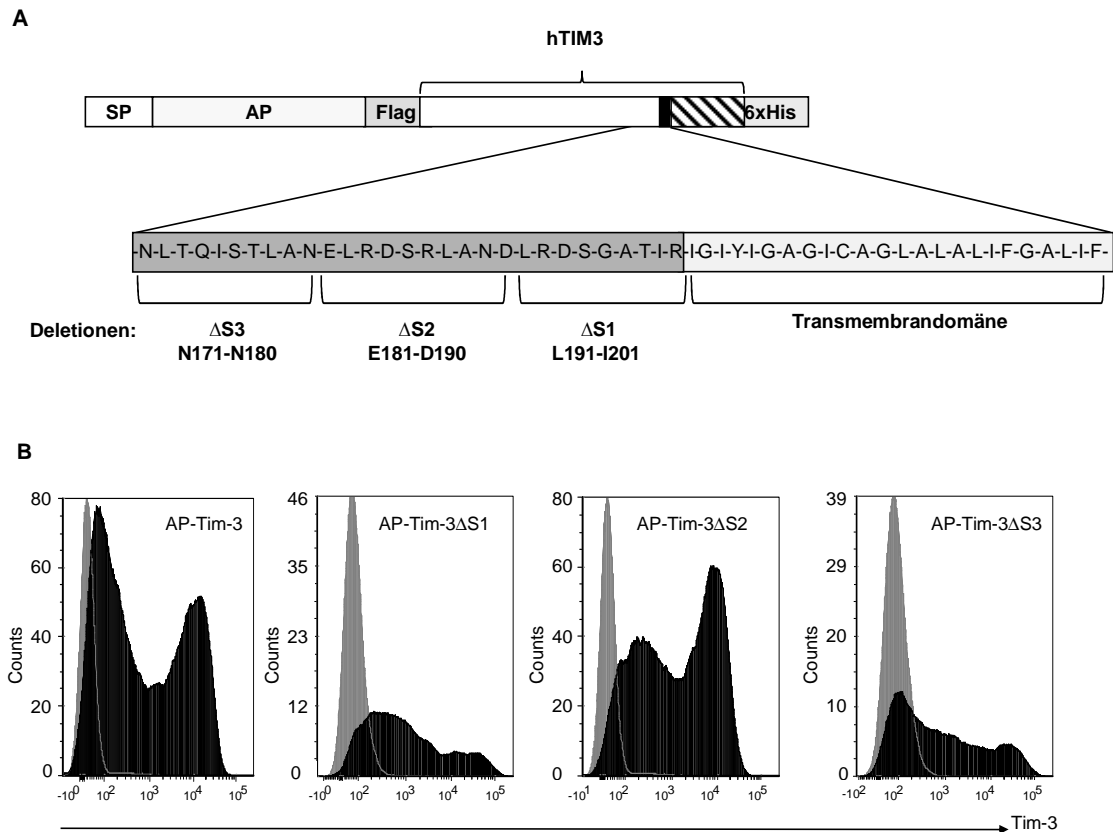 A
hTIM3
SP AP Flag 6xHis
-N-L-T-Q-I-S-T-L-A-N-E-L-R-D-S-R-L-A-N-D-L-R-D-S-G-A-T-I-R-I-G-I-Y-I-G-A-G-I-C-A-G-L-A-L-A-L-I-F-G-A-L-I-F-
Deletionen: ΔS3 ΔS2 ΔS1 Transmembrandomäne
N171-N180 E181-D190 L191-I201
B
AP-Tim-3
Counts
80
60
40
20
0
-10⁰ 10² 10³ 10⁴ 10⁵
AP-Tim-3ΔS1
Counts
46
35
23
12
0
-10² 10² 10³ 10⁴ 10⁵
AP-Tim-3ΔS2
Counts
80
60
40
20
0
-10¹ 10² 10³ 10⁴ 10⁵
AP-Tim-3ΔS3
Counts
39
29
20
10
0
-10² 10² 10³ 10⁴ 10⁵
Tim-3